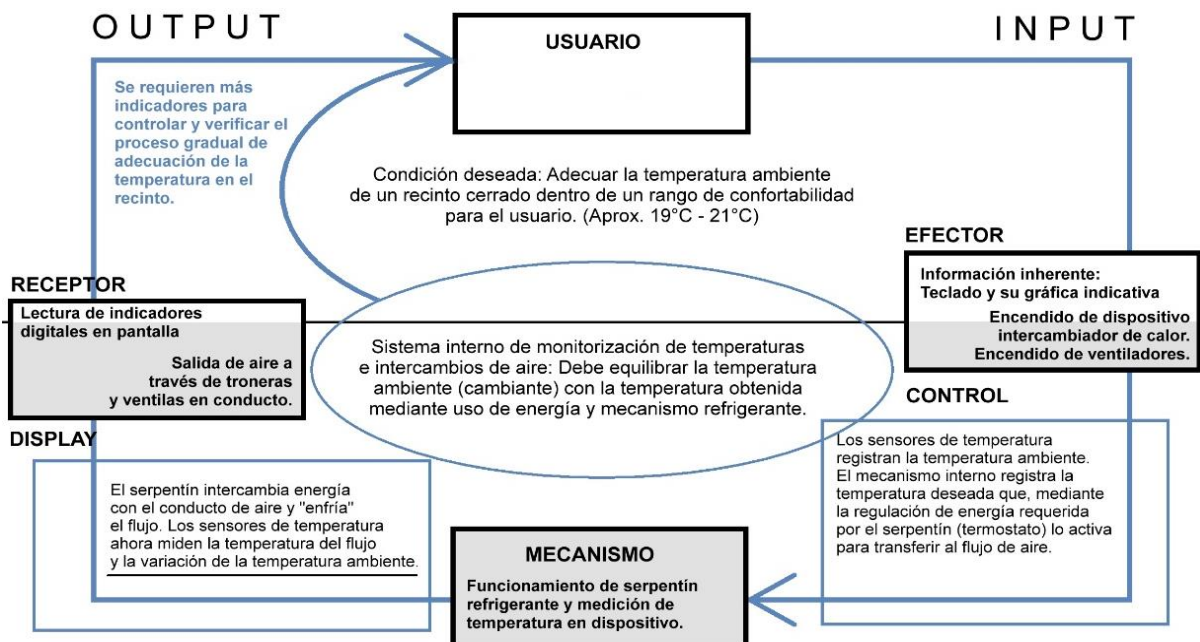 OUTPUT
USUARIO
INPUT
Se requieren más
indicadores para
controlar y verificar el
proceso gradual de
adecuación de la
temperatura en el
recinto.
Condición deseada: Adecuar la temperatura ambiente
de un recinto cerrado dentro de un rango de confortabilidad
para el usuario. (Aprox. 19°C - 21°C)
EFECTOR
Información inherente:
Teclado y su gráfica indicativa
Encendido de dispositivo
intercambiador de calor.
Encendido de ventiladores.
CONTROL
RECEPTOR
Lectura de indicadores
digitales en pantalla
Salida de aire a
través de troneras
y ventilas en conducto.
DISPLAY
Sistema interno de monitorización de temperaturas
e intercambios de aire: Debe equilibrar la temperatura
ambiente (cambiante) con la temperatura obtenida
mediante uso de energía y mecanismo refrigerante.
Los sensores de temperatura
registran la temperatura ambiente.
El mecanismo interno registra la
temperatura deseada que, mediante
la regulación de energía requerida
por el serpentín (termostato) lo activa
para transferir al flujo de aire.
El serpentín intercambia energía
con el conducto de aire y "enfría"
el flujo. Los sensores de temperatura
ahora miden la temperatura del flujo
y la variación de la temperatura ambiente.
MECANISMO
Funcionamiento de serpentín
refrigerante y medición de
temperatura en dispositivo.